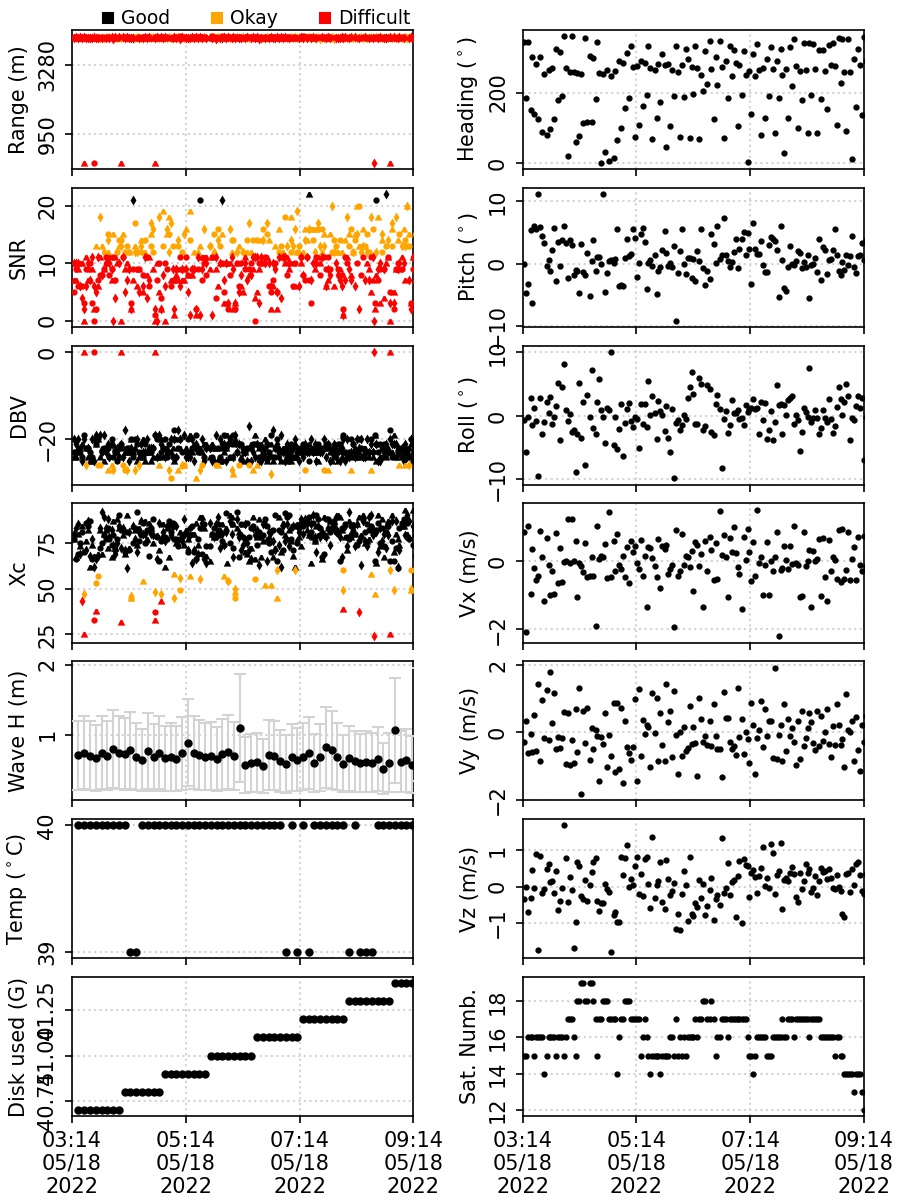 Good Okay Difficult
Range (m)
3280
950
Heading (°)
200
0
SNR
20
10
0
Pitch (°)
10
0
−10
DBV
0
−20
Roll (°)
10
0
−10
Xc
75
50
25
Vx (m/s)
0
−2
Wave H (m)
2
1
Vy (m/s)
2
0
−2
Temp (°C)
40
39
Vz (m/s)
1
0
−1
Disk used (G)
Sat. Numb.
18
16
14
12
03:14 05:14 07:14 09:14
05/18 05/18 05/18 05/18
2022 2022 2022 2022
03:14 05:14 07:14 09:14
05/18 05/18 05/18 05/18
2022 2022 2022 2022